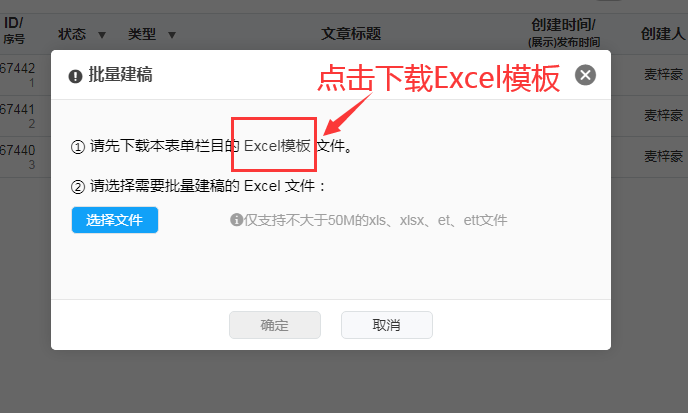 ID/ 状态 ▼ 类型 ▼ 文章标题 创建时间/ 创建人
序号 (展示)发布时间
67442 麦梓豪
1
67441 麦梓豪
2
67440 麦梓豪
3
批量建稿
点击下载Excel模板
① 请先下载本表单栏目的 Excel模板 文件。
② 请选择需要批量建稿的 Excel 文件：
选择文件 仅支持不大于50M的xls、xlsx、et、ett文件
确定 取消